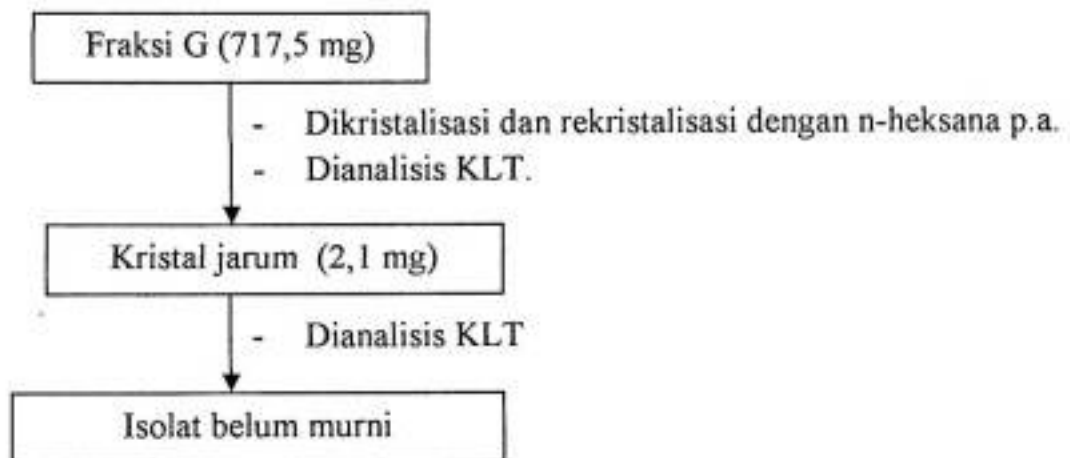 Fraksi G (717,5 mg)
- Dikristalisasi dan rekristalisasi dengan n-heksana p.a.
- Dianalisis KLT.
Kristal jarum (2,1 mg)
- Dianalisis KLT
Isolat belum murni